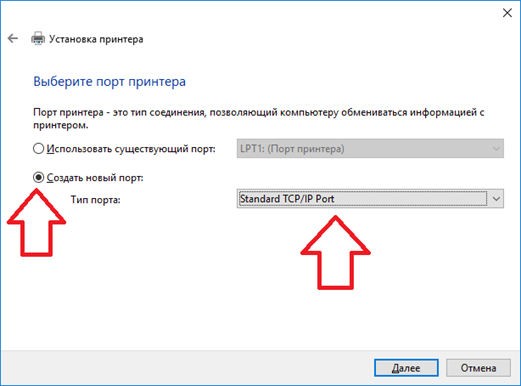 Установка принтера
Выберите порт принтера
Порт принтера - это тип соединения, позволяющий компьютеру обмениваться информацией с
принтером.
Использовать существующий порт: LPT1: (Порт принтера)
Создать новый порт:
Тип порта: Standard TCP/IP Port
Далее Отмена